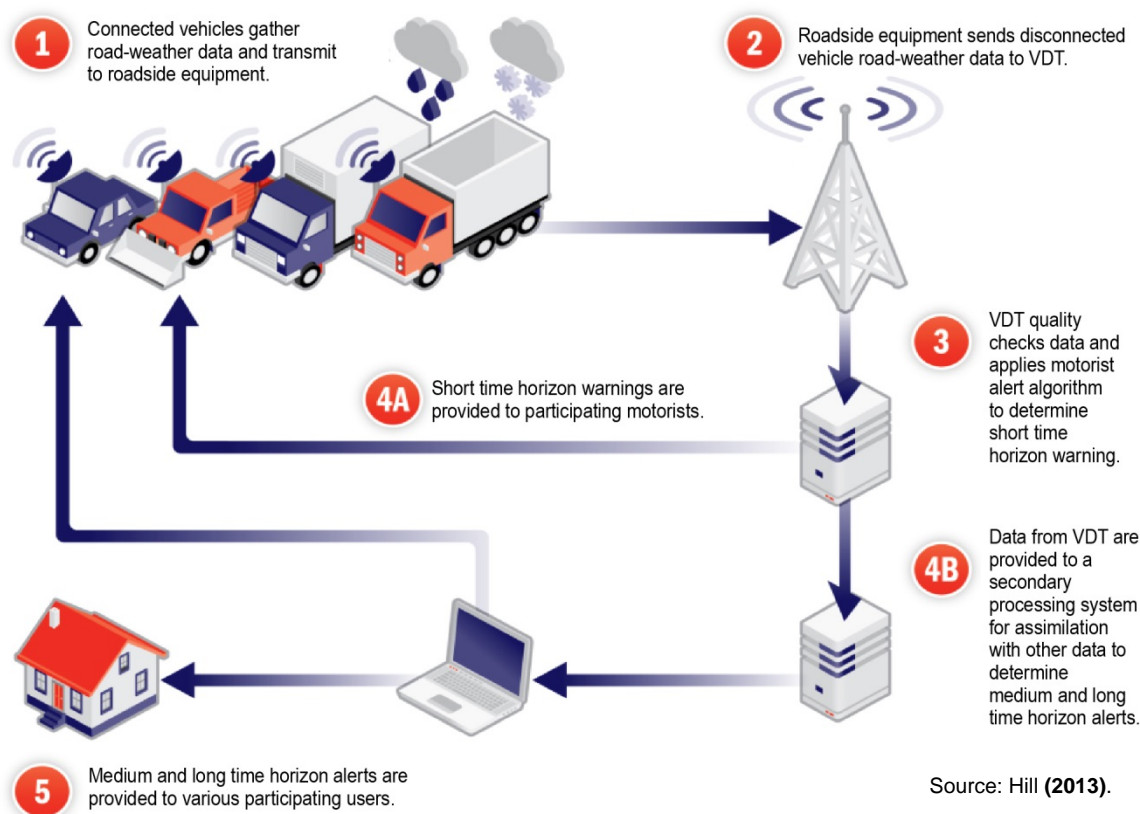 1
Connected vehicles gather
road-weather data and transmit
to roadside equipment.
2
Roadside equipment sends disconnected
vehicle road-weather data to VDT.
3
VDT quality
checks data and
applies motorist
alert algorithm
to determine
short time
horizon warning.
4A
Short time horizon warnings are
provided to participating motorists.
4B
Data from VDT are
provided to a
secondary
processing system
for assimilation
with other data to
determine
medium and long
time horizon alerts.
5
Medium and long time horizon alerts are
provided to various participating users.
Source: Hill (2013).